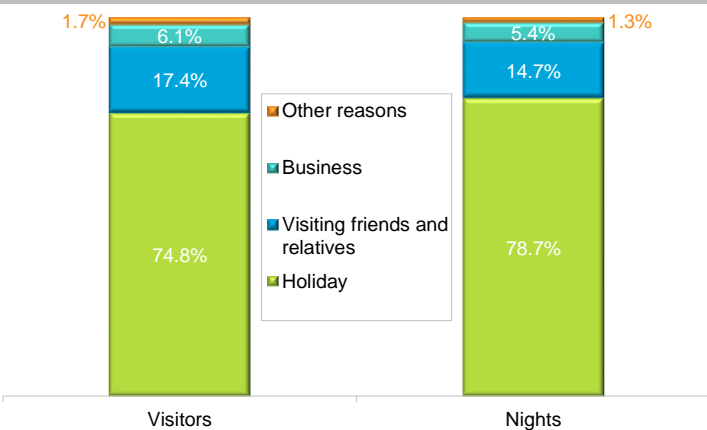 1.7%
6.1%
5.4%
1.3%
17.4%
14.7%
Other reasons
Business
Visiting friends and
relatives
Holiday
74.8%
78.7%
Visitors
Nights